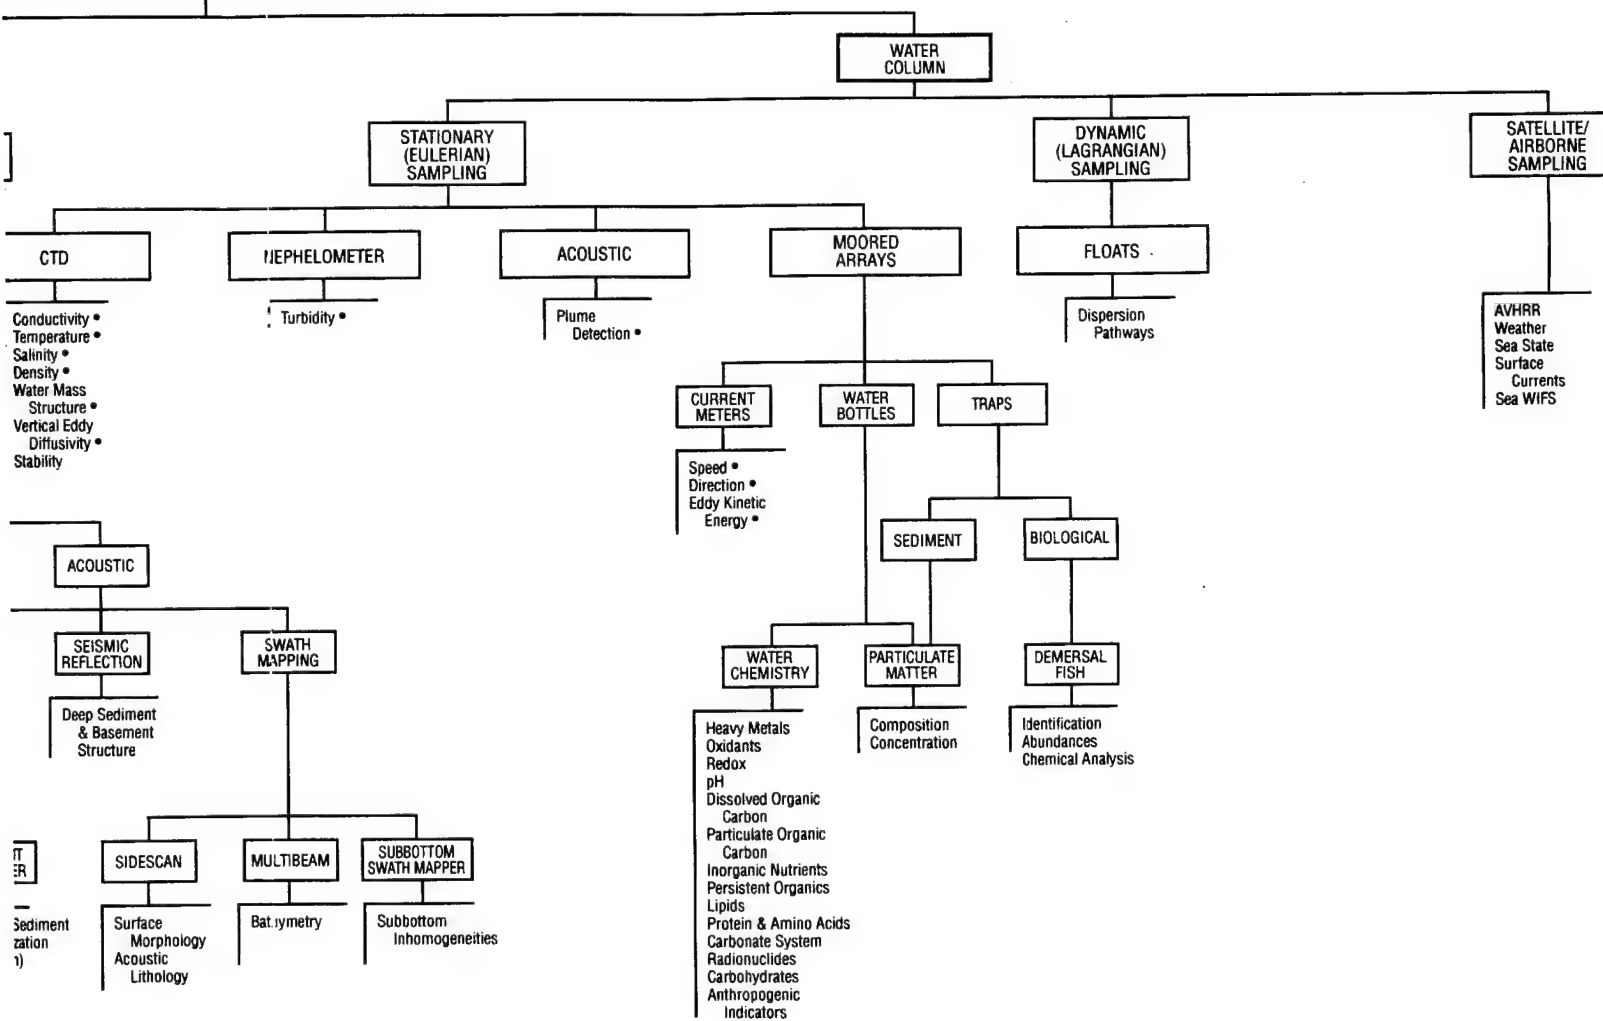 WATER
COLUMN
STATIONARY
(EULERIAN)
SAMPLING
DYNAMIC
(LAGRANGIAN)
SAMPLING
SATELLITE/
AIRBORNE
SAMPLING
CTD
NEPHELOMETER
ACOUSTIC
MOORED
ARRAYS
FLOATS
Conductivity •
Temperature •
Salinity •
Density •
Water Mass
Structure •
Vertical Eddy
Diffusivity •
Stability
Turbidity •
Plume
Detection •
Dispersion
Pathways
AVHRR
Weather
Sea State
Surface
Currents
Sea WIFS
CURRENT
METERS
WATER
BOTTLES
TRAPS
Speed •
Direction •
Eddy Kinetic
Energy •
SEDIMENT
BIOLOGICAL
ACOUSTIC
SEISMIC
REFLECTION
SWATH
MAPPING
WATER
CHEMISTRY
PARTICULATE
MATTER
DEMERSAL
FISH
Deep Sediment
& Basement
Structure
Heavy Metals
Oxidants
Redox
pH
Dissolved Organic
Carbon
Particulate Organic
Carbon
Inorganic Nutrients
Persistent Organics
Lipids
Protein & Amino Acids
Carbonate System
Radionuclides
Carbohydrates
Anthropogenic
Indicators
Composition
Concentration
Identification
Abundances
Chemical Analysis
SIDESCAN
MULTIBEAM
SUBBOTTOM
SWATH MAPPER
Sediment
Surface
Morphology
Acoustic
Lithology
Bathymetry
Subbottom
Inhomogeneities